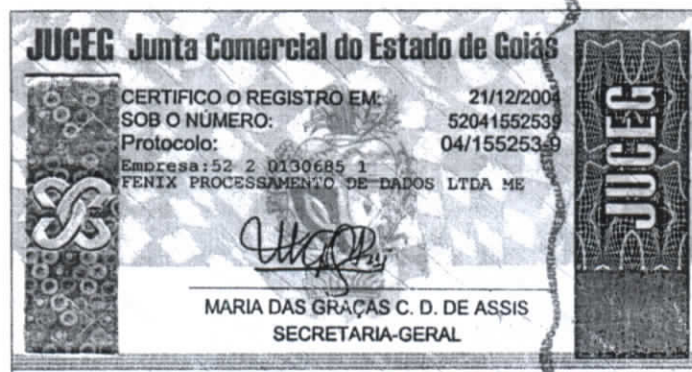 JUCEG Junta Comercial do Estado de Goiás
CERTIFICO O REGISTRO EM: 21/12/2004
SOB O NÚMERO: 52041552539
Protocolo: 04/155253-9
Empresa:52 2 0130685 1
FENIX PROCESSAMENTO DE DADOS LTDA ME
MARIA DAS GRAÇAS C. D. DE ASSIS
SECRETARIA-GERAL
JUCEG